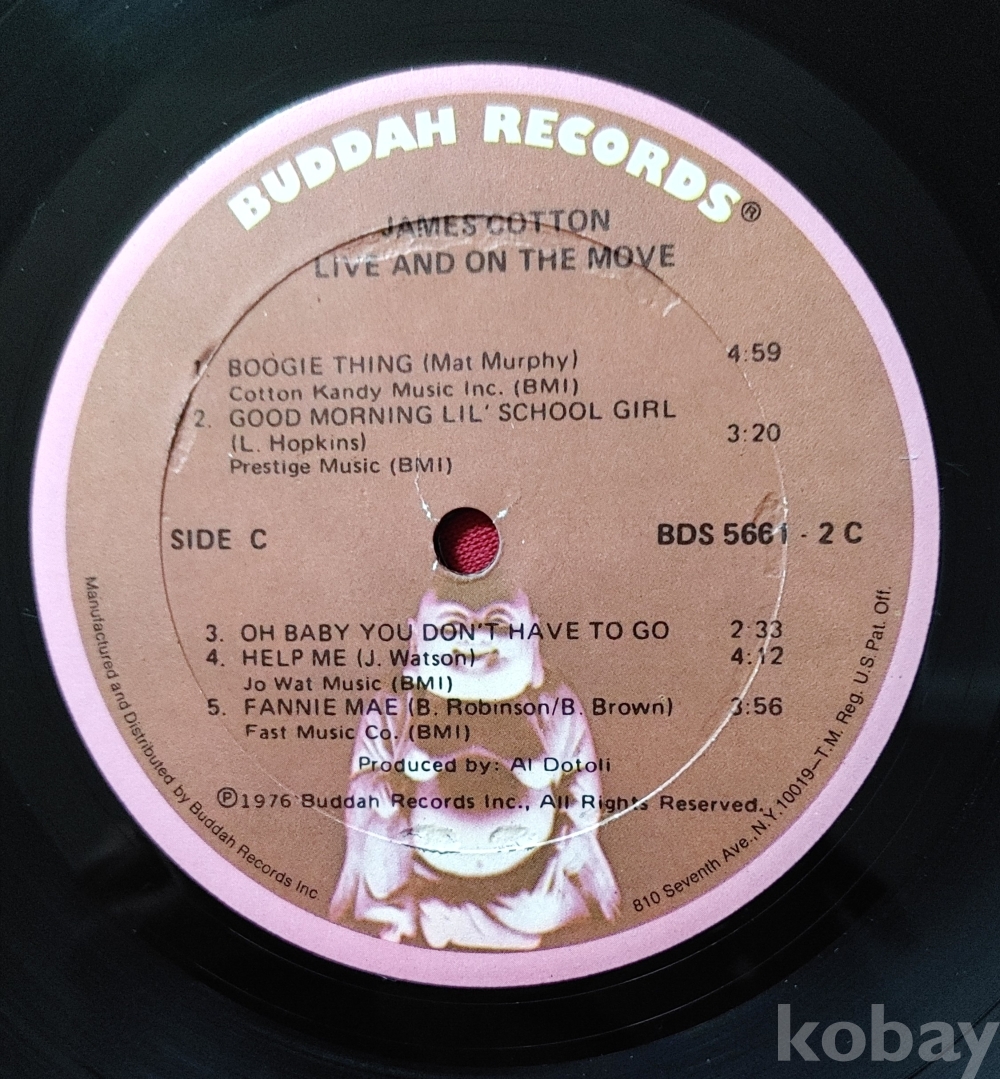 BUDDAH RECORDS®
JAMES COTTON
LIVE AND ON THE MOVE
1. BOOGIE THING (Mat Murphy) 4:59
Cotton Kandy Music Inc. (BMI)
2. GOOD MORNING LIL' SCHOOL GIRL
(L. Hopkins) 3:20
Prestige Music (BMI)
SIDE C BDS 5661 - 2 C
3. OH BABY YOU DON'T HAVE TO GO 2:33
4. HELP ME (J. Watson) 4:12
Jo Wat Music (BMI)
5. FANNIE MAE (B. Robinson/B. Brown) 3:56
Fast Music Co. (BMI)
Produced by: Al Dotoli
℗1976 Buddah Records Inc., All Rights Reserved.
Manufactured and Distributed by Buddah Records Inc. 810 Seventh Ave., N.Y. 10019—T.M. Reg. U.S. Pat. Off.
kobay